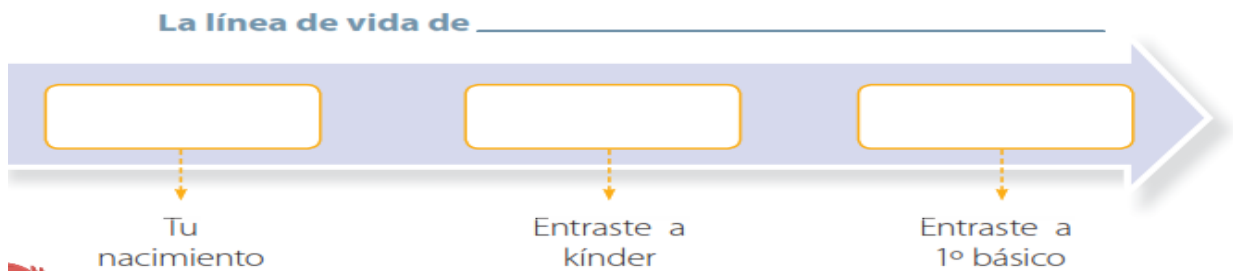 La línea de vida de
Tu
nacimiento
Entraste a
kínder
Entraste a
1º básico